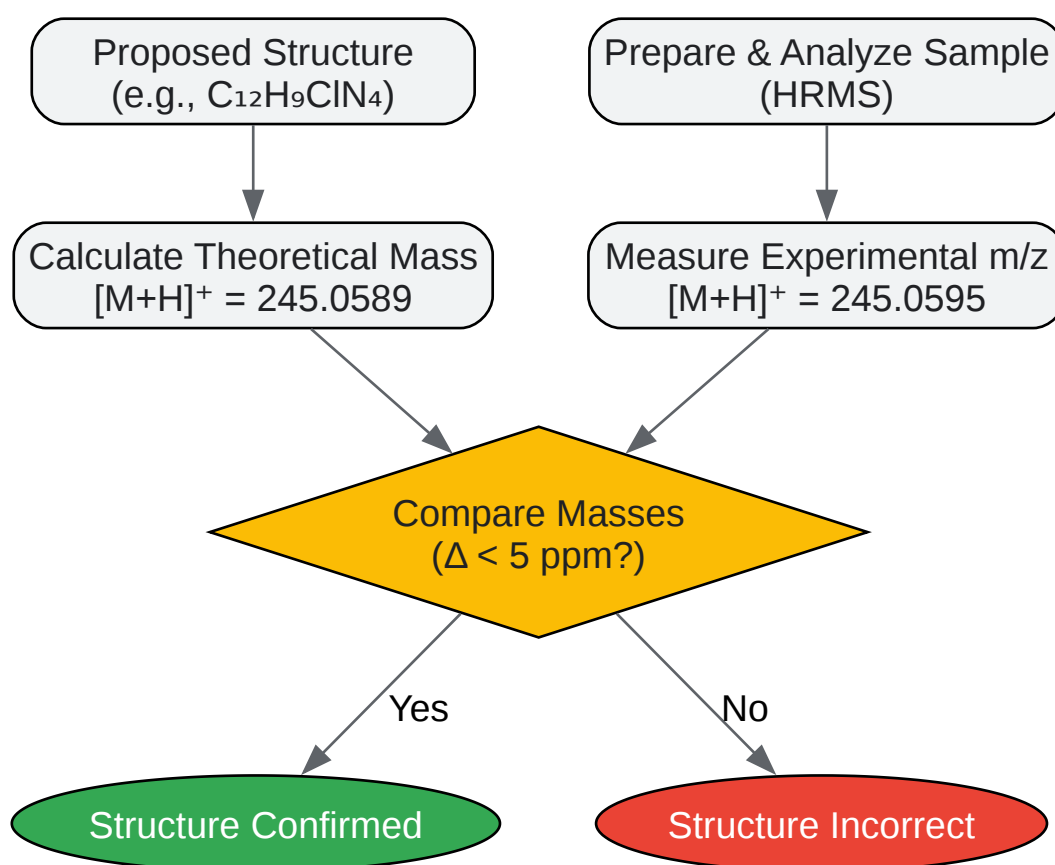 Proposed Structure
(e.g., C₁₂H₉ClN₄)
Prepare & Analyze Sample
(HRMS)
Calculate Theoretical Mass
[M+H]⁺ = 245.0589
Measure Experimental m/z
[M+H]⁺ = 245.0595
Compare Masses
(Δ < 5 ppm?)
Yes
No
Structure Confirmed
Structure Incorrect